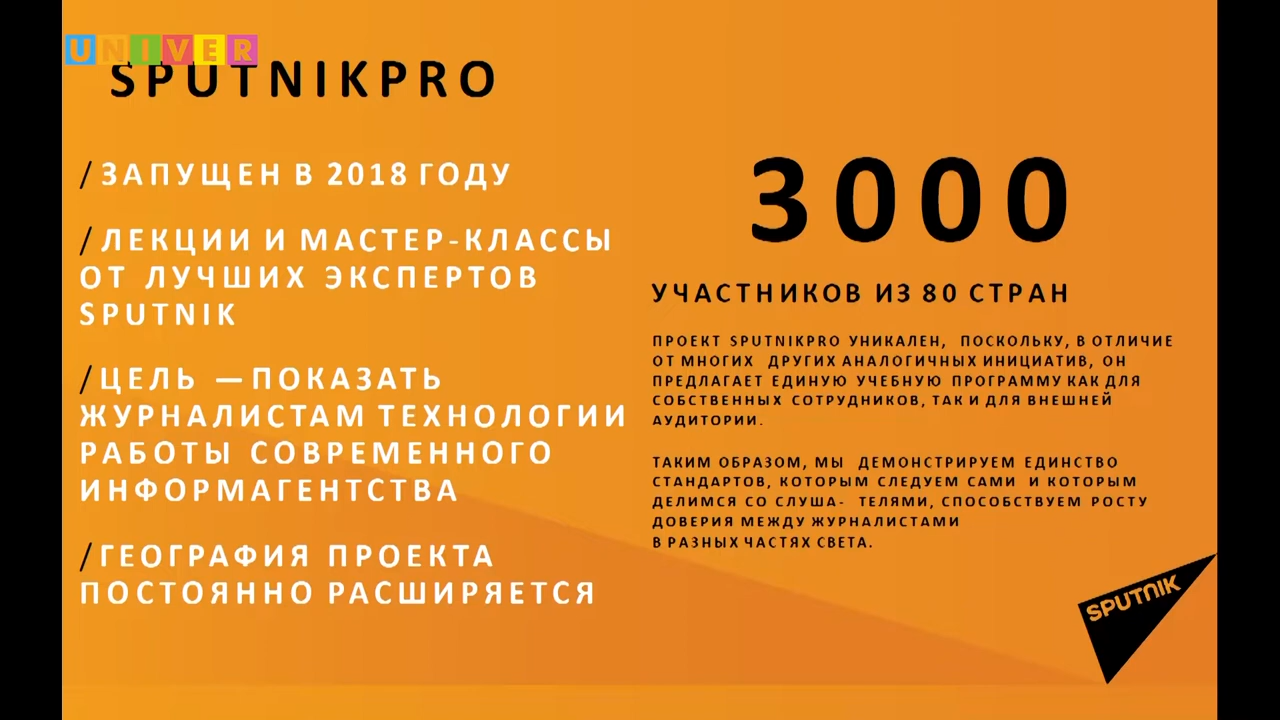 UNIVER
SPUTNIKPRO
/ ЗАПУЩЕН В 2018 ГОДУ
/ ЛЕКЦИИ И МАСТЕР-КЛАССЫ
ОТ ЛУЧШИХ ЭКСПЕРТОВ
SPUTNIK
/ ЦЕЛЬ — ПОКАЗАТЬ
ЖУРНАЛИСТАМ ТЕХНОЛОГИИ
РАБОТЫ СОВРЕМЕННОГО
ИНФОРМАГЕНТСТВА
/ ГЕОГРАФИЯ ПРОЕКТА
ПОСТОЯННО РАСШИРЯЕТСЯ
3000
УЧАСТНИКОВ ИЗ 80 СТРАН
ПРОЕКТ SPUTNIKPRO УНИКАЛЕН, ПОСКОЛЬКУ, В ОТЛИЧИЕ
ОТ МНОГИХ ДРУГИХ АНАЛОГИЧНЫХ ИНИЦИАТИВ, ОН
ПРЕДЛАГАЕТ ЕДИНУЮ УЧЕБНУЮ ПРОГРАММУ КАК ДЛЯ
СОБСТВЕННЫХ СОТРУДНИКОВ, ТАК И ДЛЯ ВНЕШНЕЙ
АУДИТОРИИ.
ТАКИМ ОБРАЗОМ, МЫ ДЕМОНСТРИРУЕМ ЕДИНСТВО
СТАНДАРТОВ, КОТОРЫМ СЛЕДУЕМ САМИ И КОТОРЫМ
ДЕЛИМСЯ СО СЛУША- ТЕЛЯМИ, СПОСОБСТВУЕМ РОСТУ
ДОВЕРИЯ МЕЖДУ ЖУРНАЛИСТАМИ
В РАЗНЫХ ЧАСТЯХ СВЕТА.
SPUTNIK